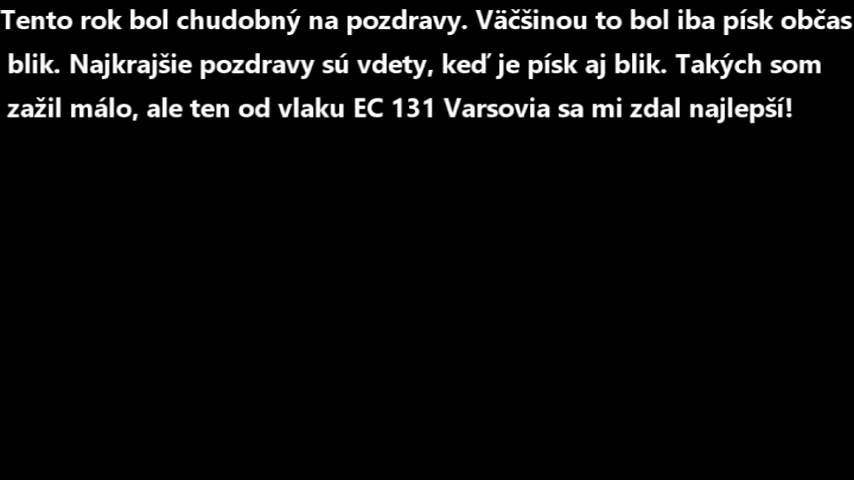 Tento rok bol chudobný na pozdravy. Väčšinou to bol iba písk občas
blik. Najkrajšie pozdravy sú vdety, keď je písk aj blik. Takých som
zažil málo, ale ten od vlaku EC 131 Varsovia sa mi zdal najlepší!